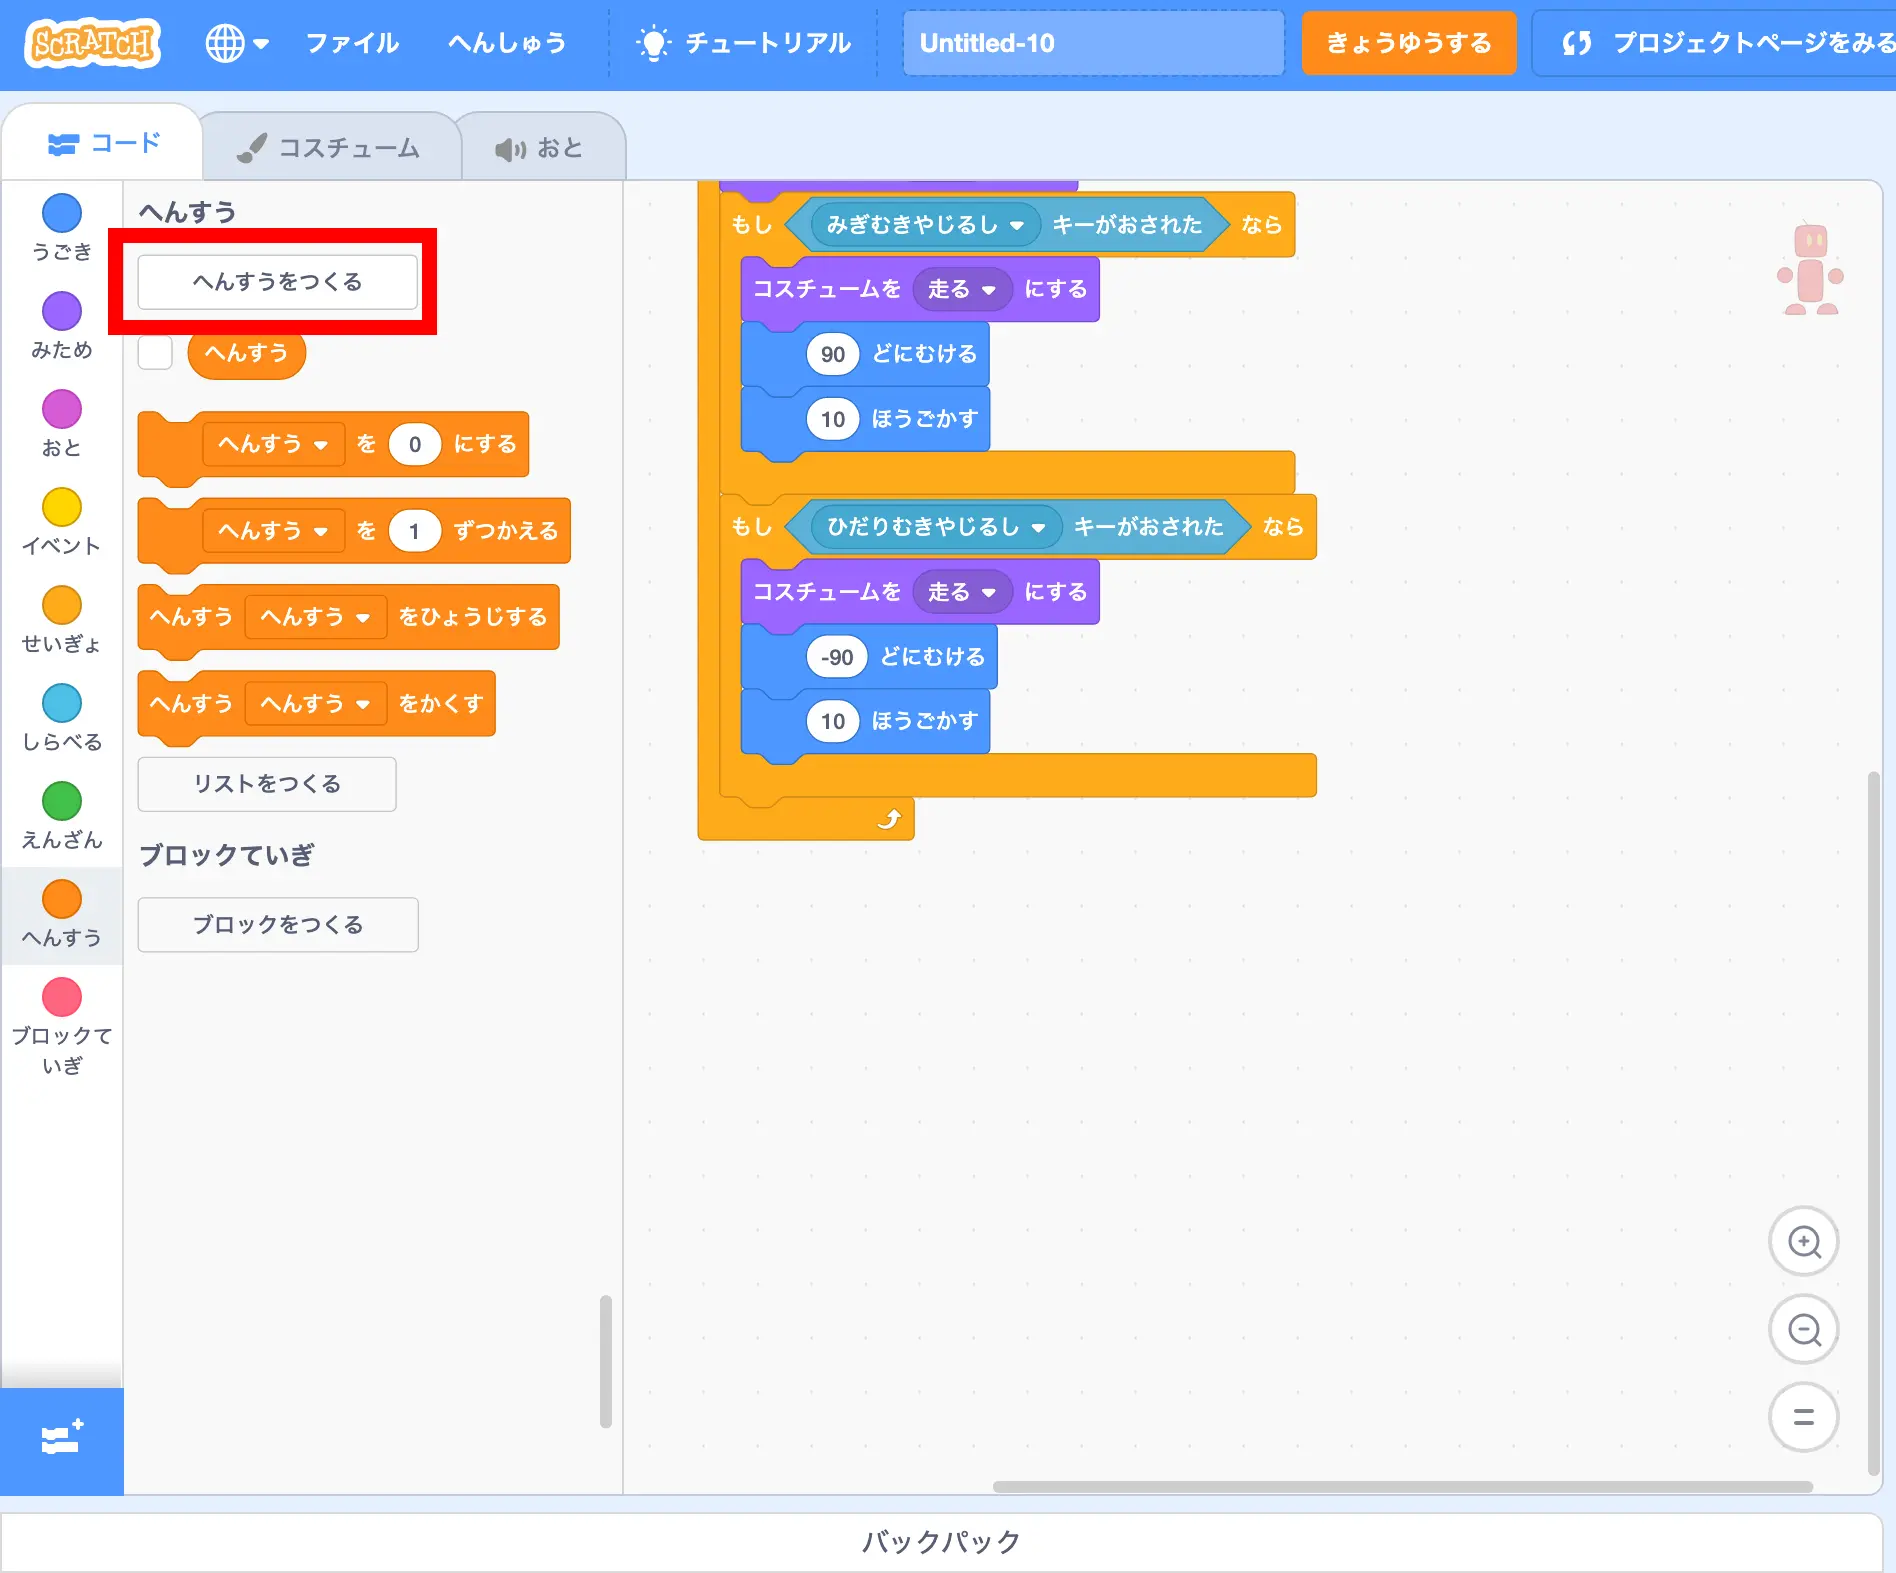 SCRATCH
ファイル
へんしゅう
チュートリアル
Untitled-10
きょうゆうする
プロジェクトページをみる
コード
コスチューム
おと
うごき
みため
おと
イベント
せいぎょ
しらべる
えんざん
へんすう
ブロックて
いぎ
へんすう
へんすうをつくる
へんすう
へんすう を 0 にする
へんすう を 1 ずつかえる
へんすう へんすう をひょうじする
へんすう へんすう をかくす
リストをつくる
ブロックていぎ
ブロックをつくる
もし みぎむきやじるし キーがおされた なら
コスチュームを 走る にする
90 どにむける
10 ほうごかす
もし ひだりむきやじるし キーがおされた なら
コスチュームを 走る にする
-90 どにむける
10 ほうごかす
バックパック